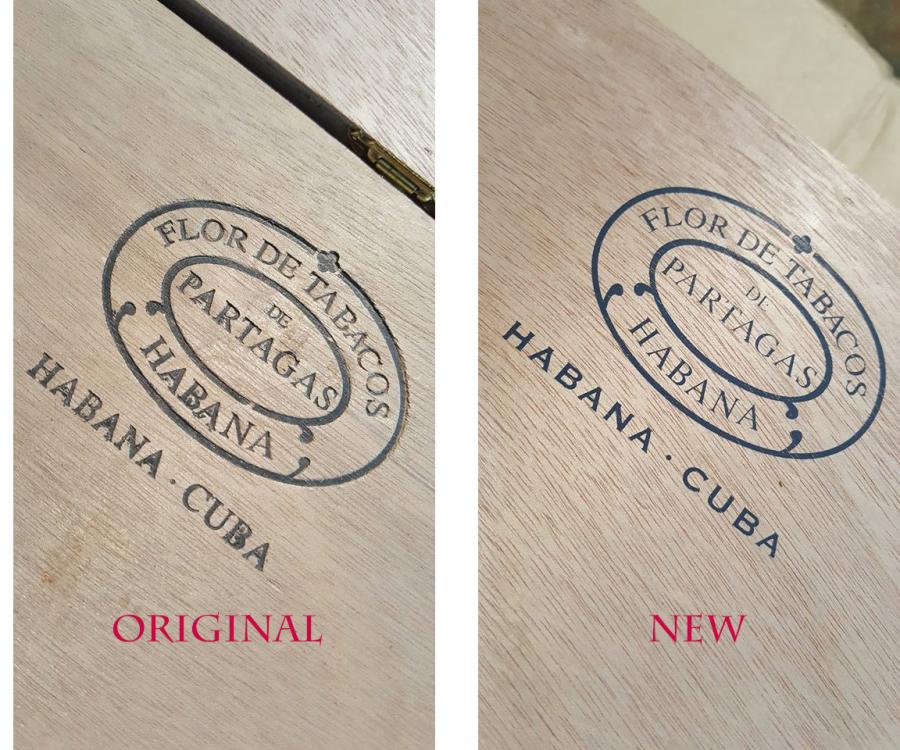 FLOR DE TABACOS
DE
PARTAGAS
HABANA
HABANA · CUBA
ORIGINAL
FLOR DE TABACOS
DE
PARTAGAS
HABANA
HABANA · CUBA
NEW